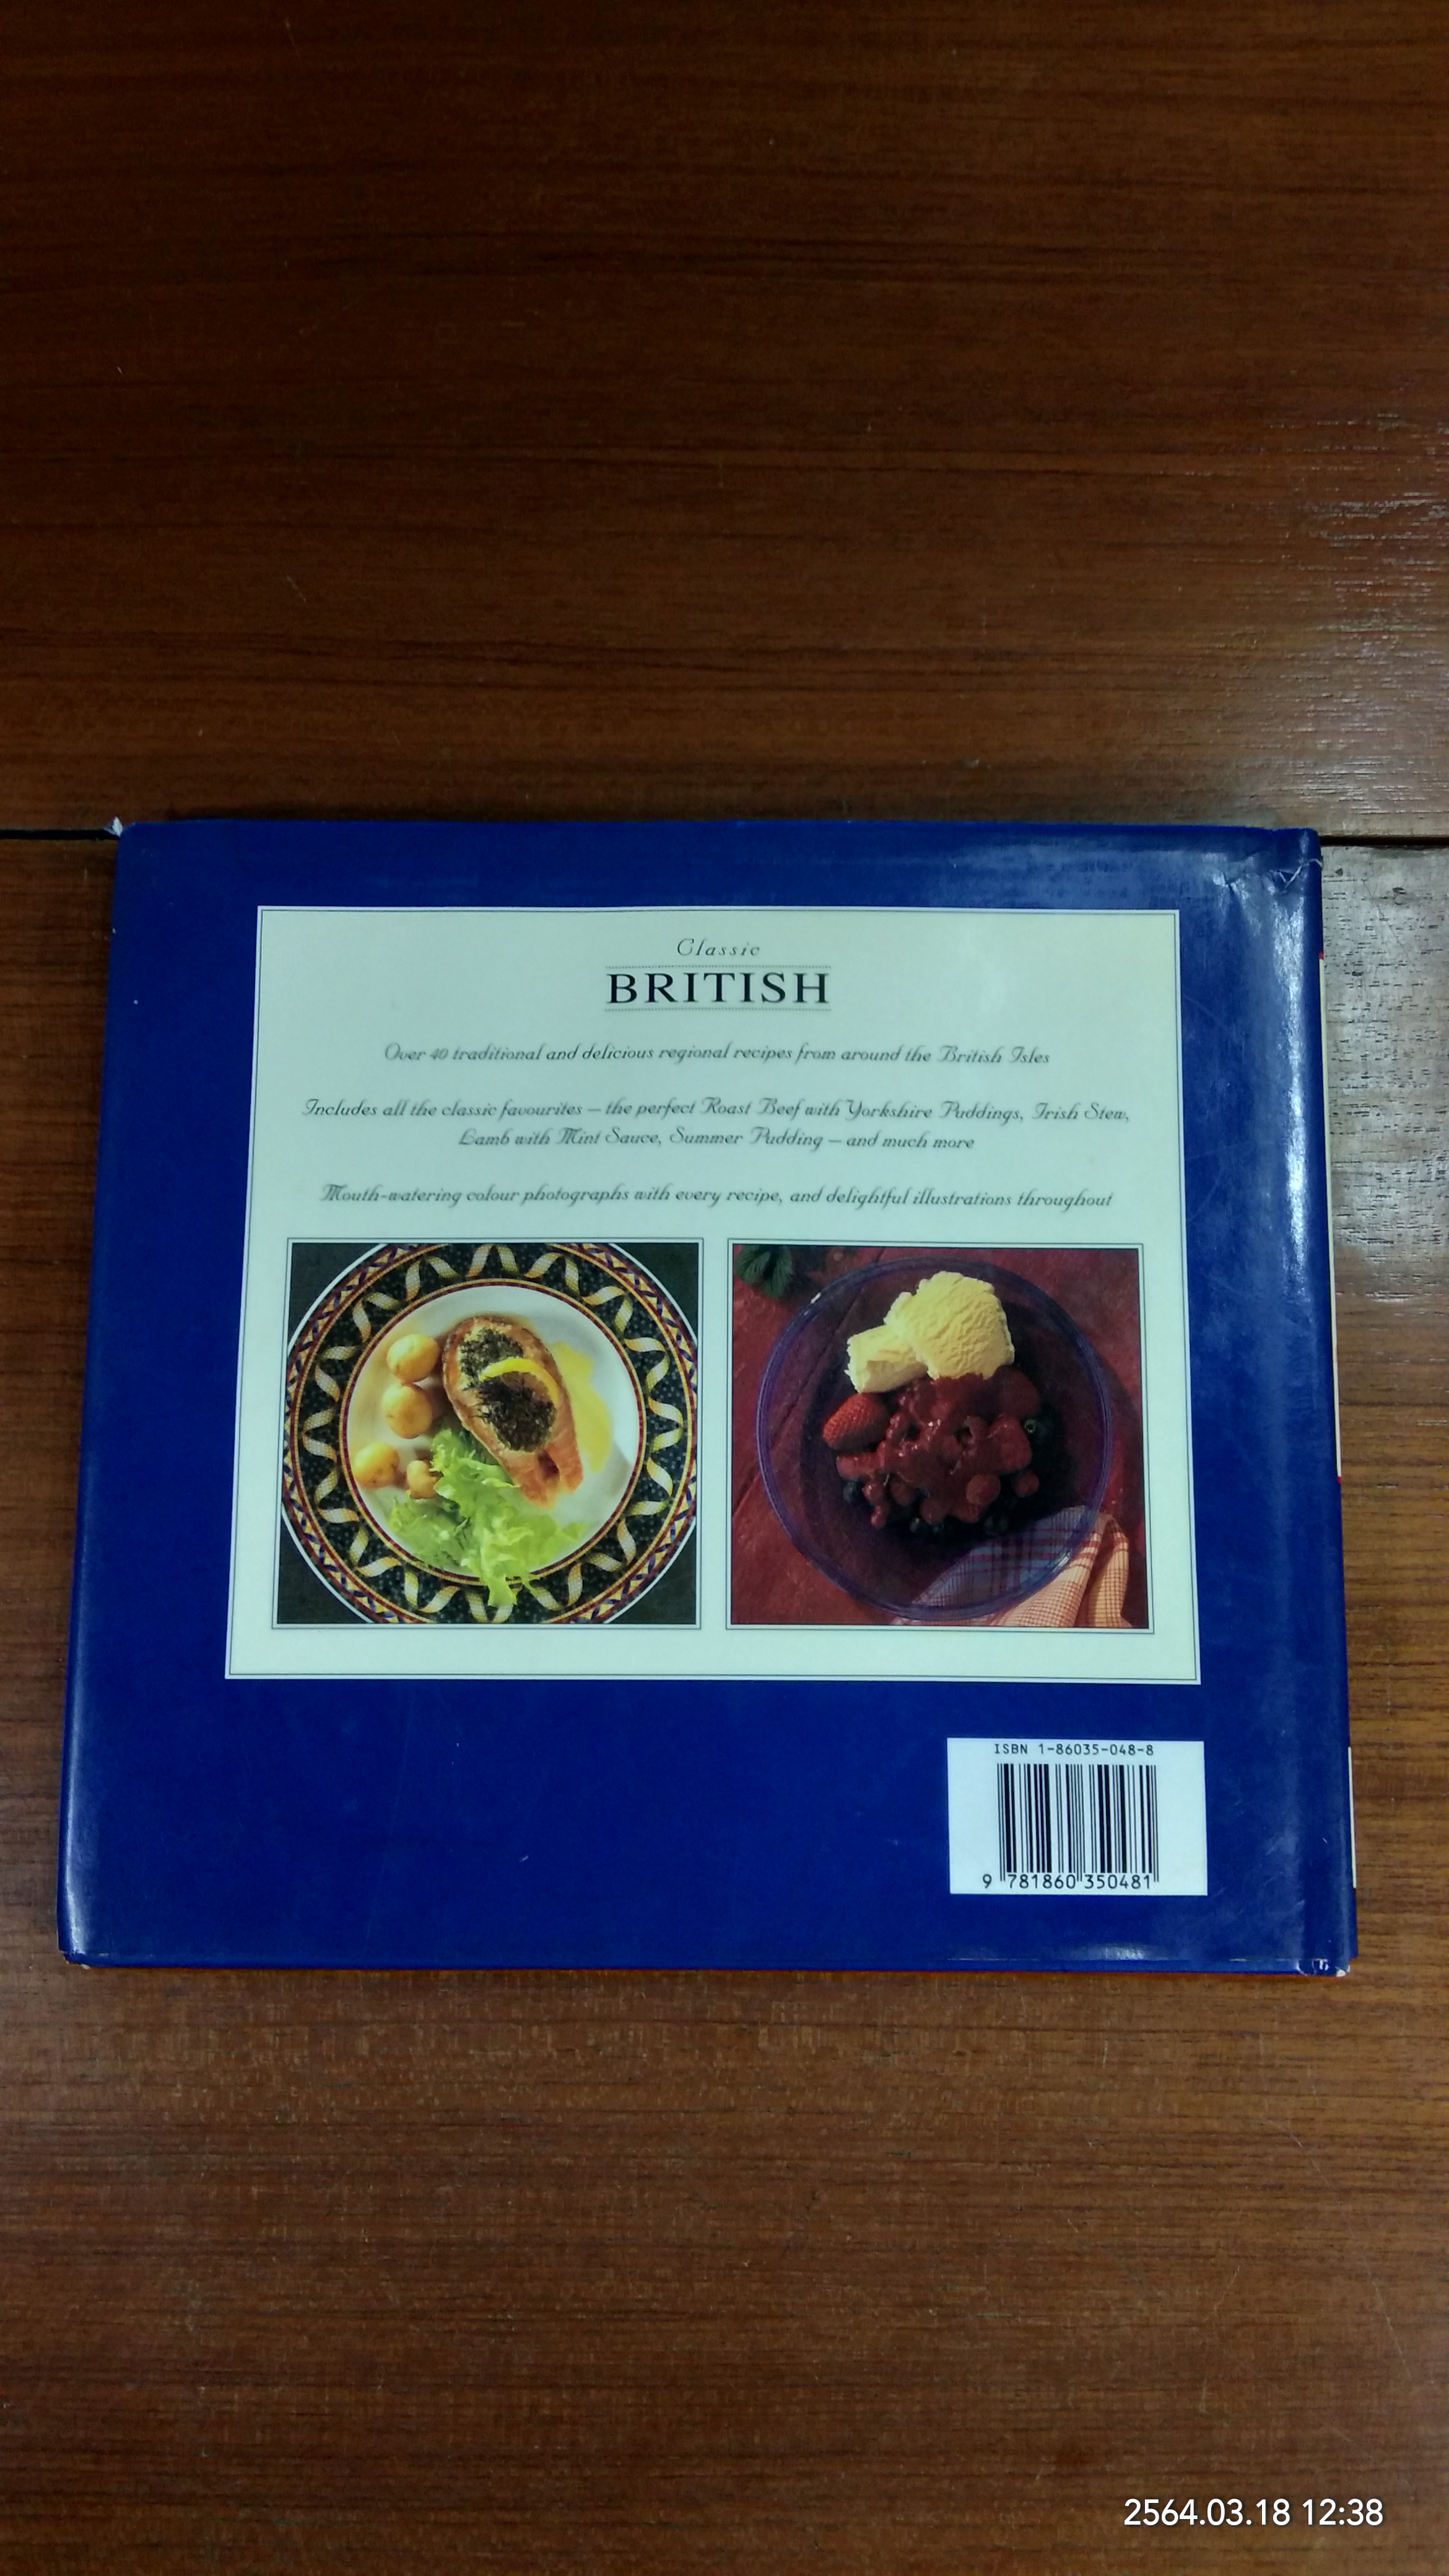 Classic
BRITISH
Over 40 traditional and delicious regional recipes from around the British Isles
Includes all the classic favourites – the perfect Roast Beef with Yorkshire Puddings, Irish Stew,
Lamb with Mint Sauce, Summer Pudding – and much more
Mouth-watering colour photographs with every recipe, and delightful illustrations throughout
ISBN 1-86035-048-8
9 781860 350481
2564.03.18 12:38